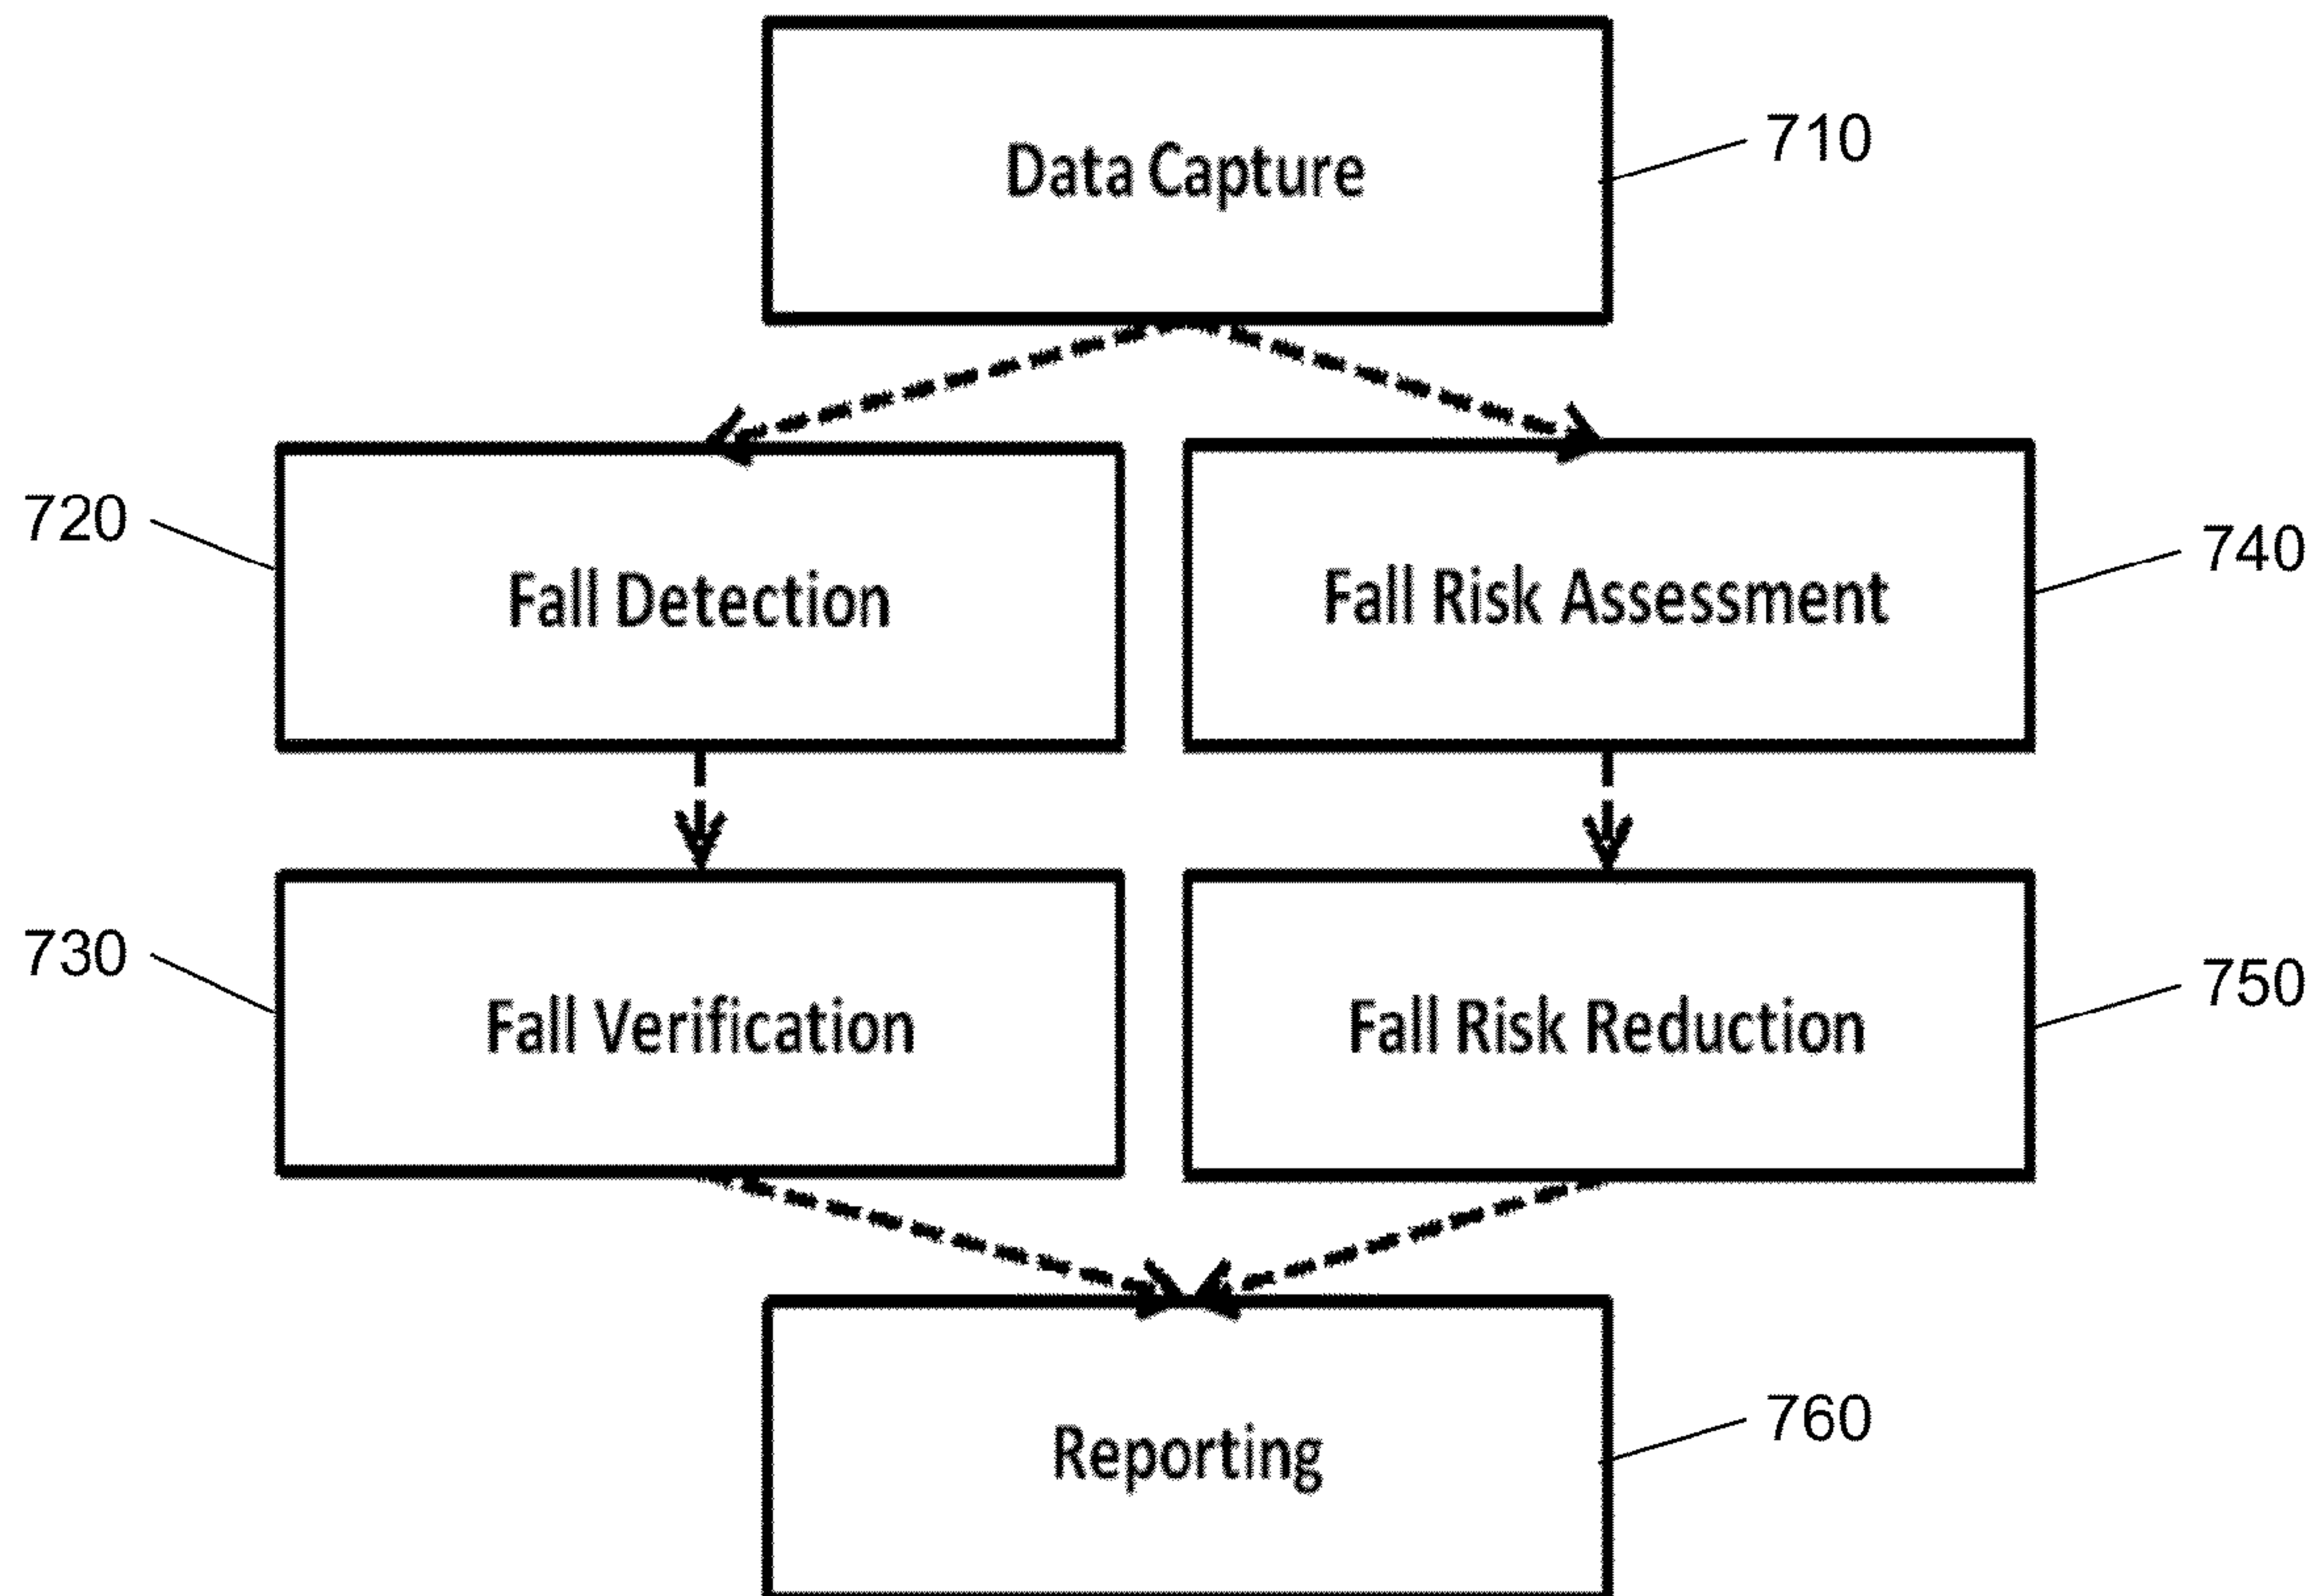 Data Capture
710
720
Fall Detection
Fall Risk Assessment
740
730
Fall Verification
Fall Risk Reduction
750
Reporting
760